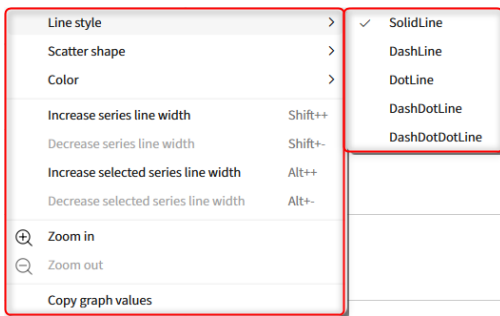 Line style
Scatter shape
Color
Increase series line width Shift++
Decrease series line width Shift+-
Increase selected series line width Alt++
Decrease selected series line width Alt+-
Zoom in
Zoom out
Copy graph values
SolidLine
DashLine
DotLine
DashDotLine
DashDotDotLine